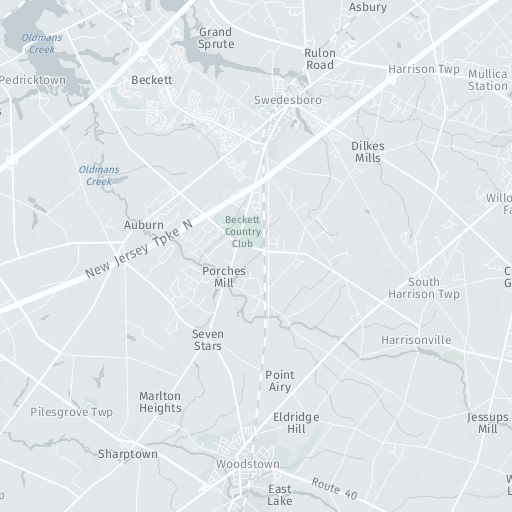 Asbury
Oldmans
Creek
Grand
Sprute
Rulon
Road
Harrison Twp
Pedricktown
Beckett
Mullica
Station
Swedesboro
Dilkes
Mills
Oldmans
Creek
Auburn
Beckett
Country
Club
New Jersey Tpke N
Porches
Mill
South
Harrison Twp
Seven
Stars
Harrisonville
Point
Airy
Marlton
Heights
Pilesgrove Twp
Eldridge
Hill
Jessups
Mill
Sharptown
Woodstown
Route 40
East
Lake